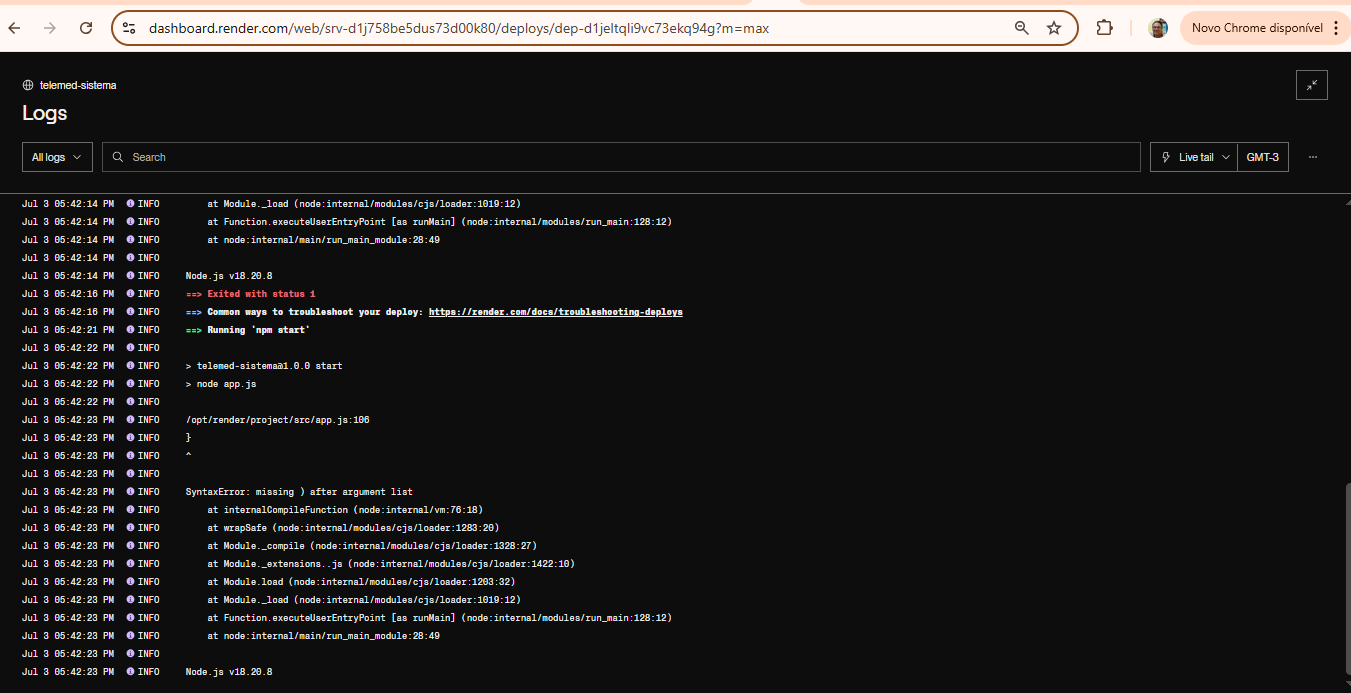 dashboard.render.com/web/srv-d1j758be5dus73d00k80/deploys/dep-d1jeltqli9vc73ekq94g?m=max
Novo Chrome disponível
telemed-sistema
Logs
All logs
Search
Live tail
GMT-3
Jul 3 05:42:14 PM INFO at Module._load (node:internal/modules/cjs/loader:1019:12)
Jul 3 05:42:14 PM INFO at Function.executeUserEntryPoint [as runMain] (node:internal/modules/run_main:128:12)
Jul 3 05:42:14 PM INFO at node:internal/main/run_main_module:28:49
Jul 3 05:42:14 PM INFO
Jul 3 05:42:14 PM INFO Node.js v18.20.8
Jul 3 05:42:16 PM INFO ==> Exited with status 1
Jul 3 05:42:16 PM INFO ==> Common ways to troubleshoot your deploy: https://render.com/docs/troubleshooting-deploys
Jul 3 05:42:21 PM INFO ==> Running 'npm start'
Jul 3 05:42:22 PM INFO
Jul 3 05:42:22 PM INFO > telemed-sistema@1.0.0 start
Jul 3 05:42:22 PM INFO > node app.js
Jul 3 05:42:22 PM INFO
Jul 3 05:42:23 PM INFO /opt/render/project/src/app.js:106
Jul 3 05:42:23 PM INFO }
Jul 3 05:42:23 PM INFO ^
Jul 3 05:42:23 PM INFO
Jul 3 05:42:23 PM INFO SyntaxError: missing ) after argument list
Jul 3 05:42:23 PM INFO at internalCompileFunction (node:internal/vm:76:18)
Jul 3 05:42:23 PM INFO at wrapSafe (node:internal/modules/cjs/loader:1283:20)
Jul 3 05:42:23 PM INFO at Module._compile (node:internal/modules/cjs/loader:1328:27)
Jul 3 05:42:23 PM INFO at Module._extensions..js (node:internal/modules/cjs/loader:1422:10)
Jul 3 05:42:23 PM INFO at Module.load (node:internal/modules/cjs/loader:1203:32)
Jul 3 05:42:23 PM INFO at Module._load (node:internal/modules/cjs/loader:1019:12)
Jul 3 05:42:23 PM INFO at Function.executeUserEntryPoint [as runMain] (node:internal/modules/run_main:128:12)
Jul 3 05:42:23 PM INFO at node:internal/main/run_main_module:28:49
Jul 3 05:42:23 PM INFO
Jul 3 05:42:23 PM INFO Node.js v18.20.8